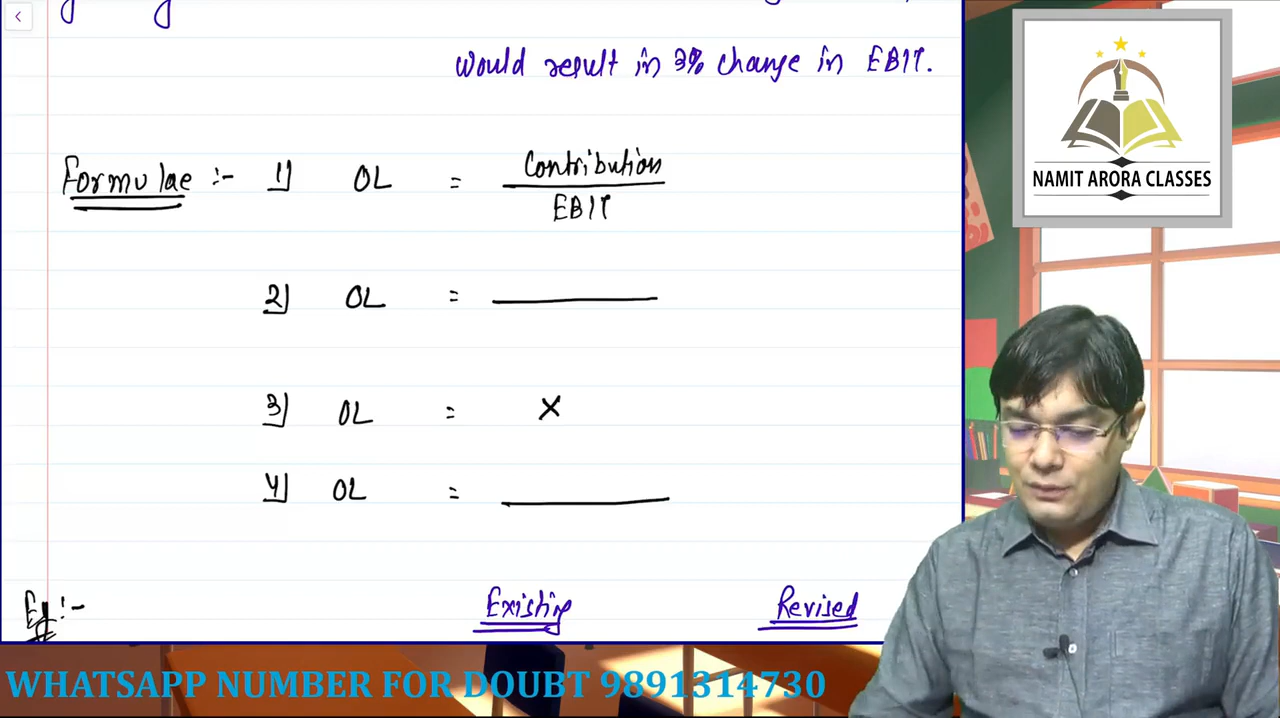 would result in 3% change in EBIT.
Formulae :- 1) OL = Contribution
EBIT
2) OL =
3) OL = X
4) OL =
Eg :- Existing Revised
NAMIT ARORA CLASSES
WHATSAPP NUMBER FOR DOUBT 9891314730